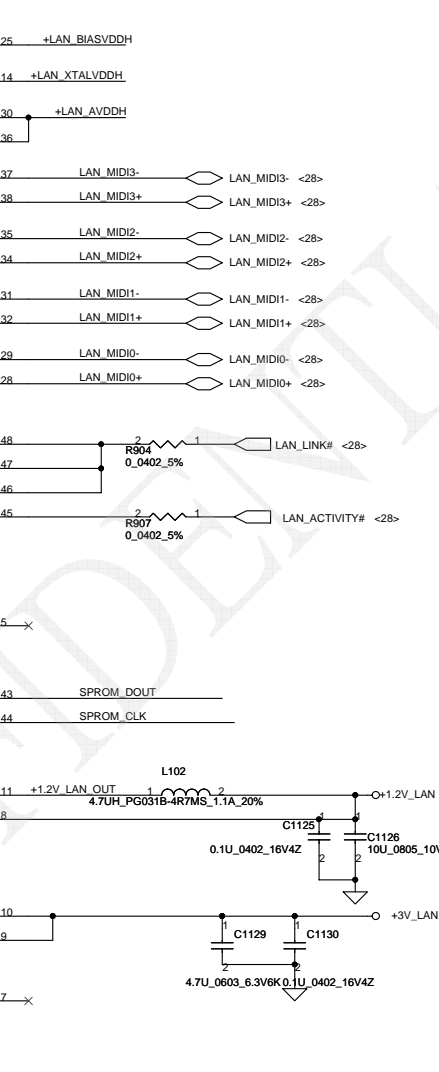 25 +LAN_BIASVDDH
14 +LAN_XTALVDDH
30 +LAN_AVDDH
36
37 LAN_MIDI3- LAN_MIDI3- <28>
38 LAN_MIDI3+ LAN_MIDI3+ <28>
35 LAN_MIDI2- LAN_MIDI2- <28>
34 LAN_MIDI2+ LAN_MIDI2+ <28>
31 LAN_MIDI1- LAN_MIDI1- <28>
32 LAN_MIDI1+ LAN_MIDI1+ <28>
29 LAN_MIDI0- LAN_MIDI0- <28>
28 LAN_MIDI0+ LAN_MIDI0+ <28>
48 2 1 LAN_LINK# <28>
R904
47 0_0402_5%
46
45 2 1 LAN_ACTIVITY# <28>
R907
0_0402_5%
5
43 SPROM_DOUT
44 SPROM_CLK
L102
11 +1.2V_LAN_OUT 1 2 +1.2V_LAN
4.7UH_PG031B-4R7MS_1.1A_20%
8
1 1
C1125 C1126
0.1U_0402_16V4Z 10U_0805_10V
2 2
10 +3V_LAN
1 1
9 C1129 C1130
2 2
4.7U_0603_6.3V6K 0.1U_0402_16V4Z
7
FIDENTI